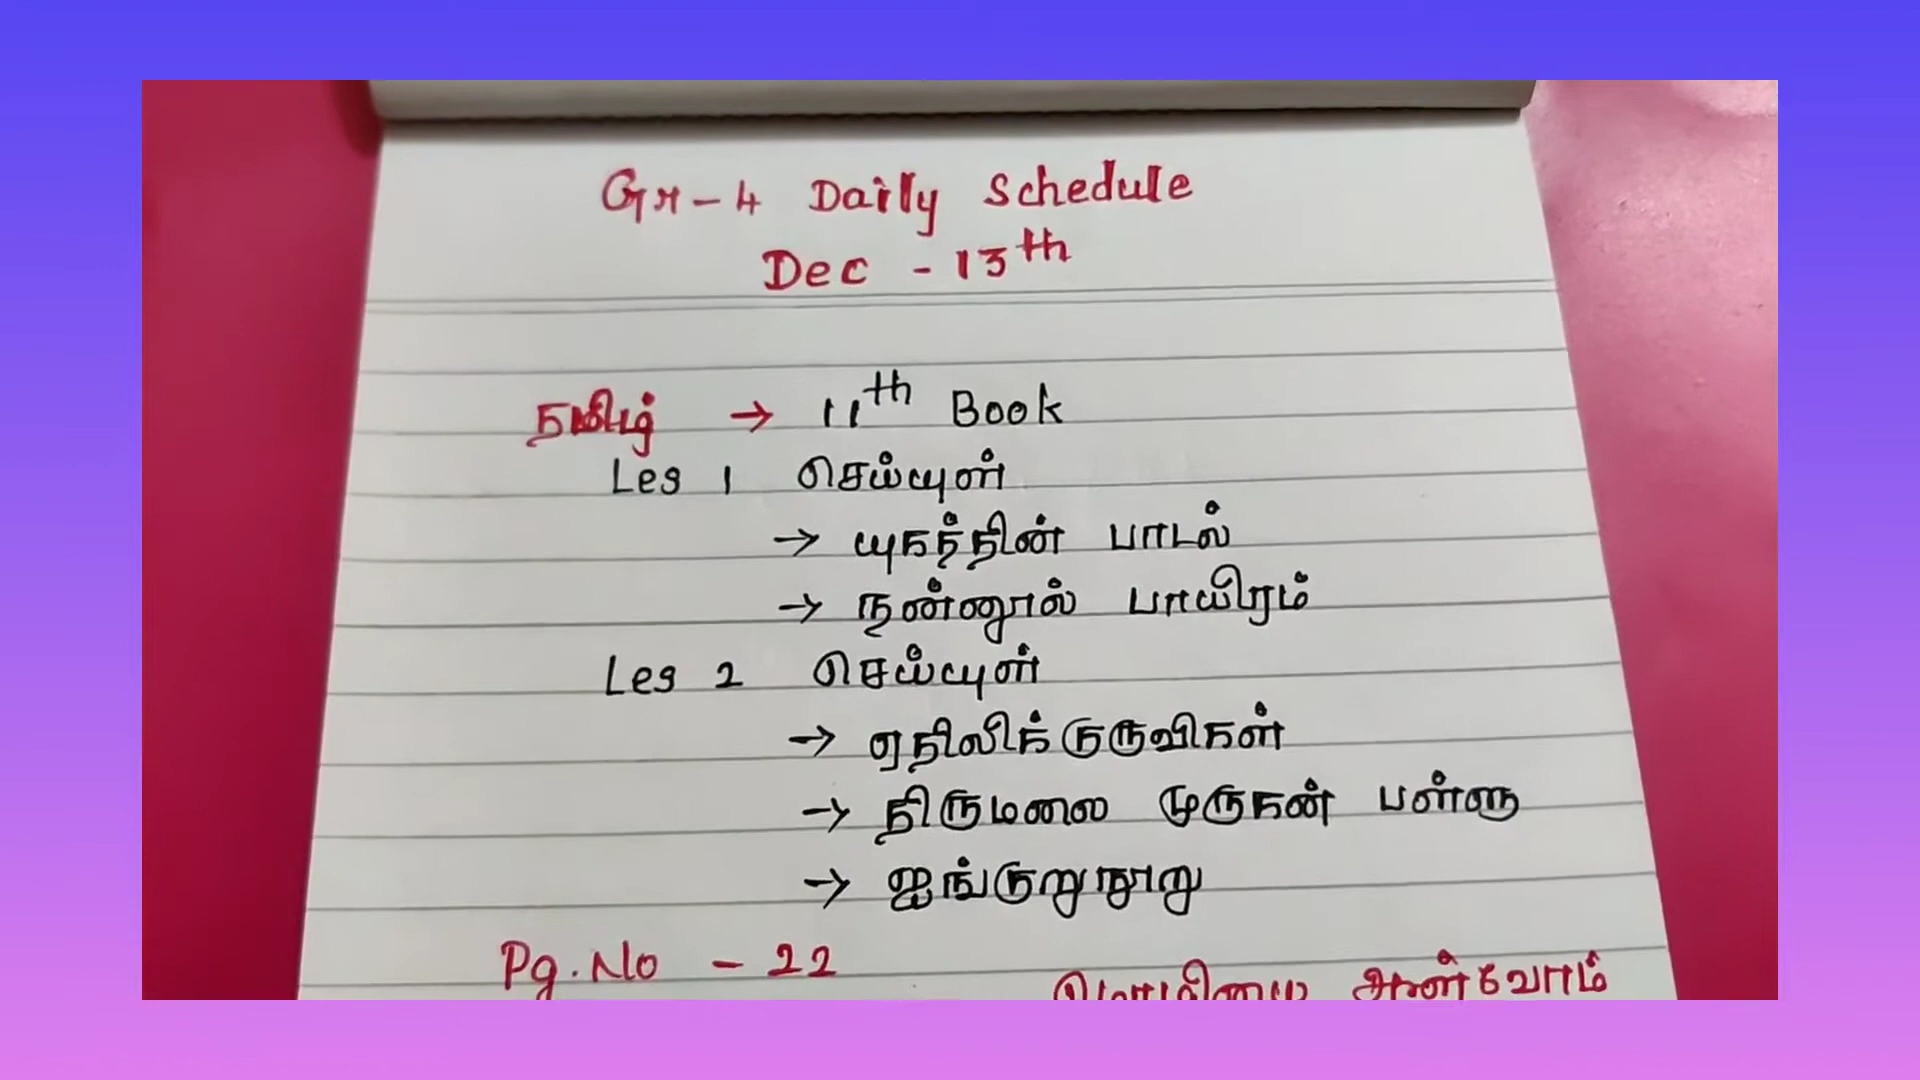 Gr-4 Daily Schedule
Dec - 13th
தமிழ் → 11th Book
Les 1 செய்யுள்
→ யுகத்தின் பாடல்
→ நன்னூல் பாயிரம்
Les 2 செய்யுள்
→ ஏதிலிக் குருவிகள்
→ திருமலை முருகன் பள்ளு
→ ஐங்குறுநூறு
Pg.No - 22
மொழியை ஆள்வோம்